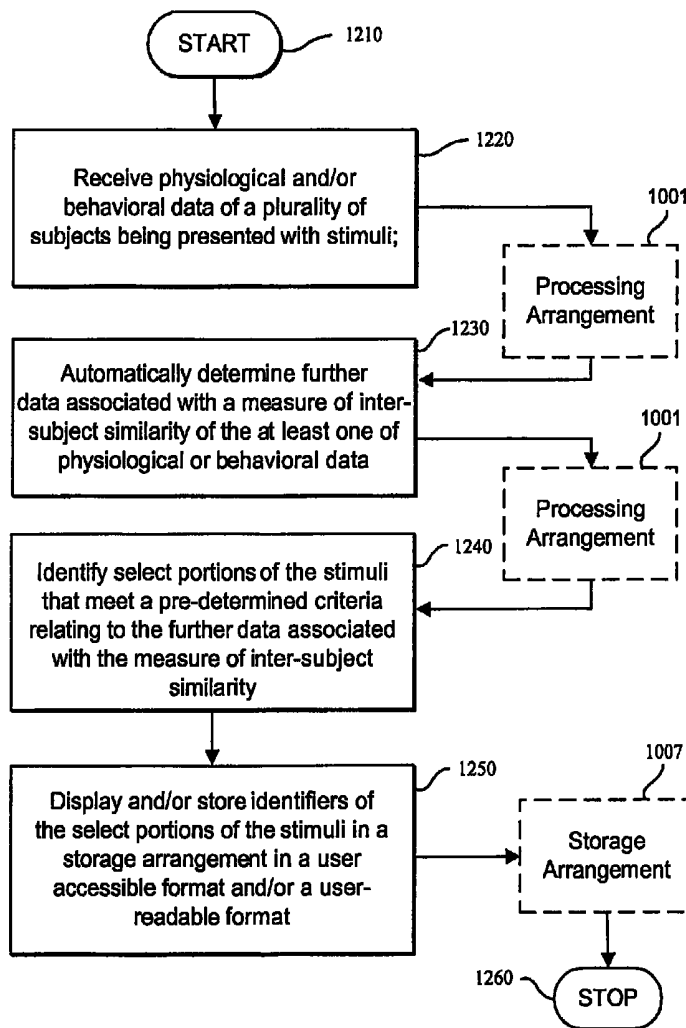 START
1210
1220
Receive physiological and/or
behavioral data of a plurality of
subjects being presented with stimuli;
1001
Processing
Arrangement
1230
Automatically determine further
data associated with a measure of inter-
subject similarity of the at least one of
physiological or behavioral data
1001
Processing
Arrangement
1240
Identify select portions of the stimuli
that meet a pre-determined criteria
relating to the further data associated
with the measure of inter-subject
similarity
1250
Display and/or store identifiers of
the select portions of the stimuli in a
storage arrangement in a user
accessible format and/or a user-
readable format
1007
Storage
Arrangement
1260
STOP